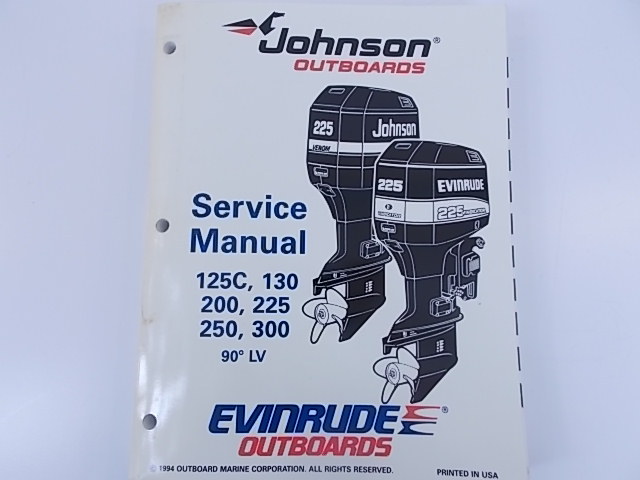 Johnson®
OUTBOARDS
225 Johnson
VENOM
225 EVINRUDE
225
Service
Manual
125C, 130
200, 225
250, 300
90° LV
EVINRUDE®
OUTBOARDS
© 1994 OUTBOARD MARINE CORPORATION. ALL RIGHTS RESERVED.
PRINTED IN USA